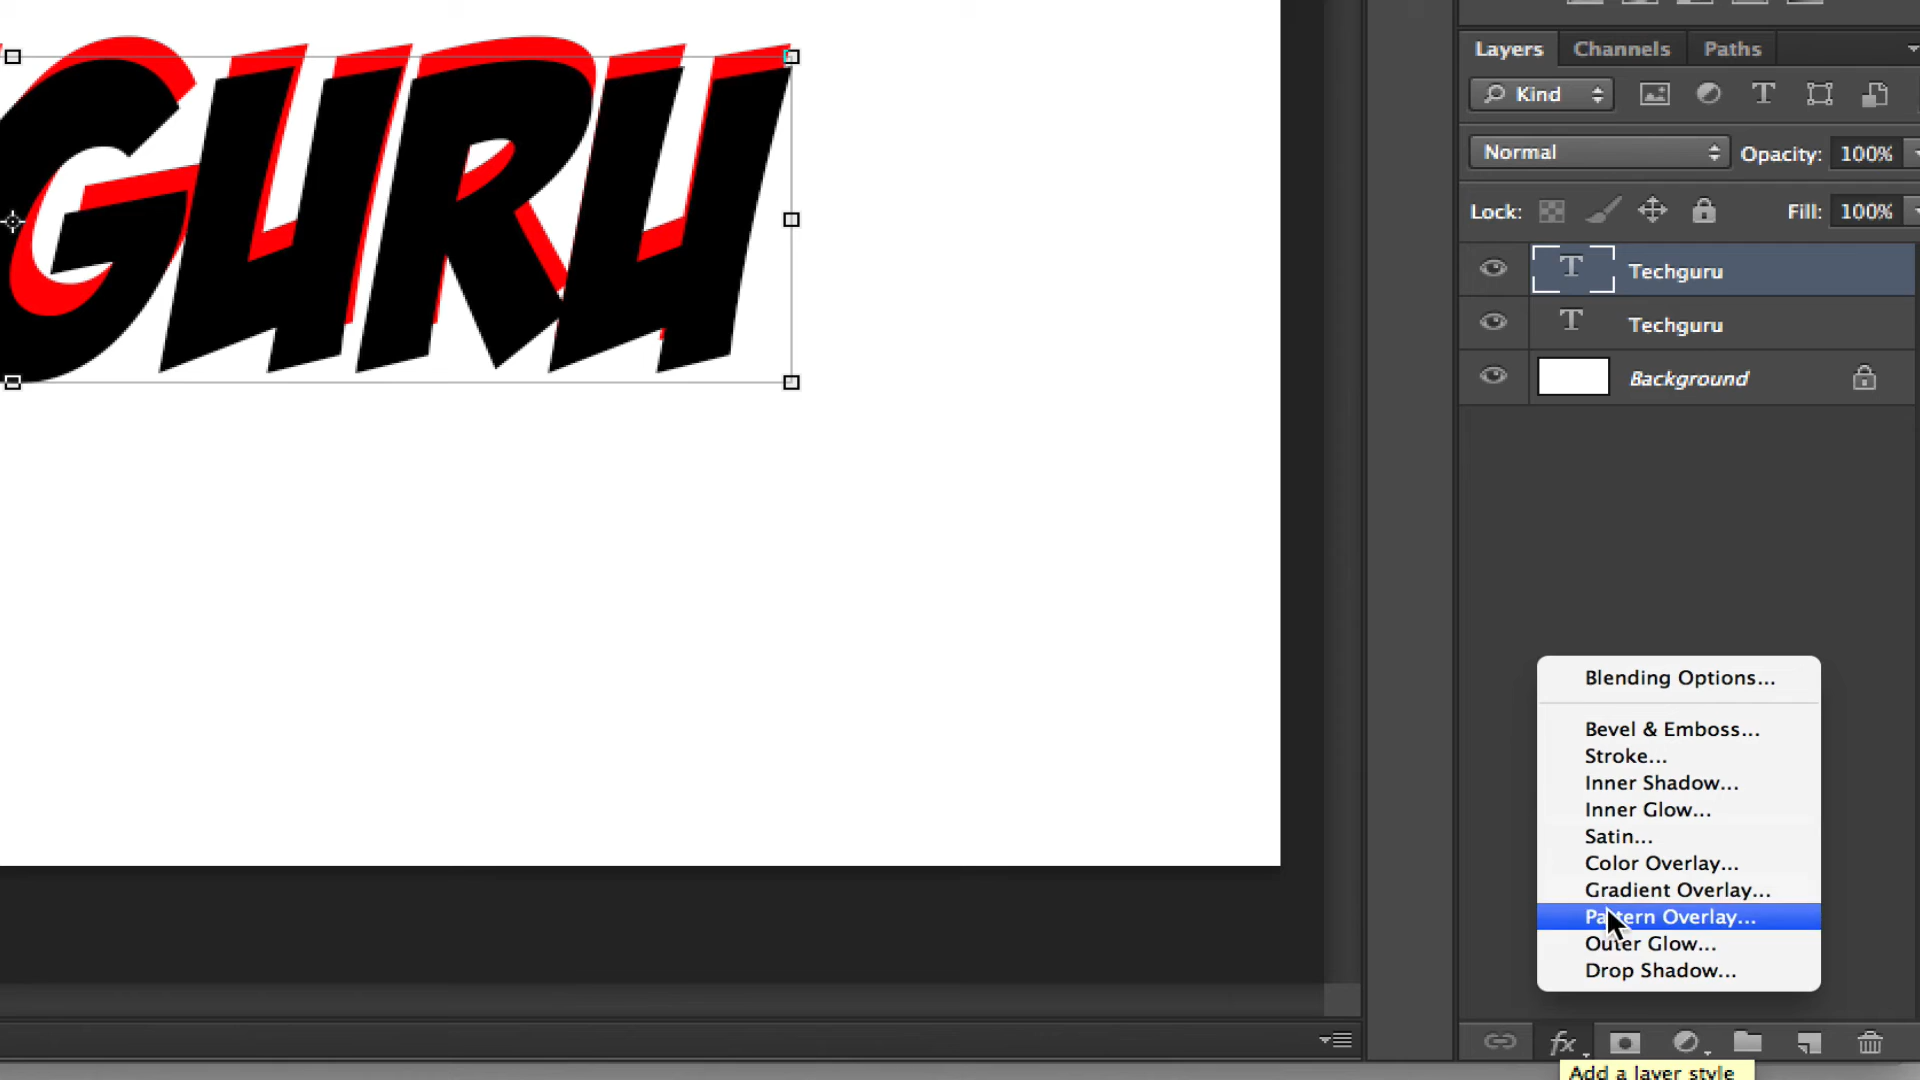 GURU
Layers Channels Paths
Kind
Normal Opacity: 100%
Lock: Fill: 100%
T Techguru
T Techguru
Background
Blending Options...
Bevel & Emboss...
Stroke...
Inner Shadow...
Inner Glow...
Satin...
Color Overlay...
Gradient Overlay...
Pattern Overlay...
Outer Glow...
Drop Shadow...
fx
Add a layer style